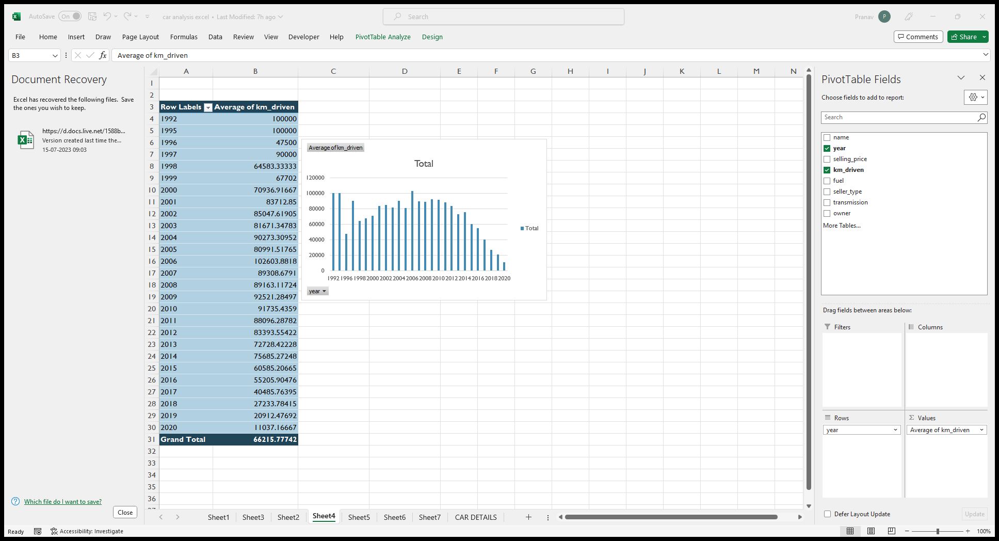 AutoSave On car analysis excel • Last Modified: 7h ago Search Pranav P
File Home Insert Draw Page Layout Formulas Data Review View Developer Help PivotTable Analyze Design Comments Share
B3 fx Average of km_driven
Document Recovery
Excel has recovered the following files. Save
the ones you wish to keep.
https://d.docs.live.net/1588b...
Version created last time the...
15-07-2023 09:03
Which file do I want to save?
Close
A B C D E F G H I J K L M N
1
2
3 Row Labels Average of km_driven
4 1992 100000
5 1995 100000
6 1996 47500
7 1997 90000
8 1998 64583.33333
9 1999 67702
10 2000 70936.91667
11 2001 83712.85
12 2002 85047.61905
13 2003 81671.34783
14 2004 90273.30952
15 2005 80991.51765
16 2006 102603.8818
17 2007 89308.6791
18 2008 89163.11724
19 2009 92521.28497
20 2010 91735.4359
21 2011 88096.28782
22 2012 83393.55422
23 2013 72728.42228
24 2014 75685.27248
25 2015 60585.20665
26 2016 55205.90476
27 2017 40485.76395
28 2018 27233.78415
29 2019 20912.47692
30 2020 11037.16667
31 Grand Total 66215.77742
32
33
34
35
36
Average of km_driven
Total
120000
100000
80000
60000
40000
20000
0
1992 1996 1998 2000 2002 2004 2006 2008 2010 2012 2014 2016 2018 2020
Total
year
PivotTable Fields
Choose fields to add to report:
Search
name
year
selling_price
km_driven
fuel
seller_type
transmission
owner
More Tables...
Drag fields between areas below:
Filters Columns
Rows Σ Values
year Average of km_driven
Defer Layout Update Update
Sheet1 Sheet3 Sheet2 Sheet4 Sheet5 Sheet6 Sheet7 CAR DETAILS
Ready Accessibility: Investigate 100%